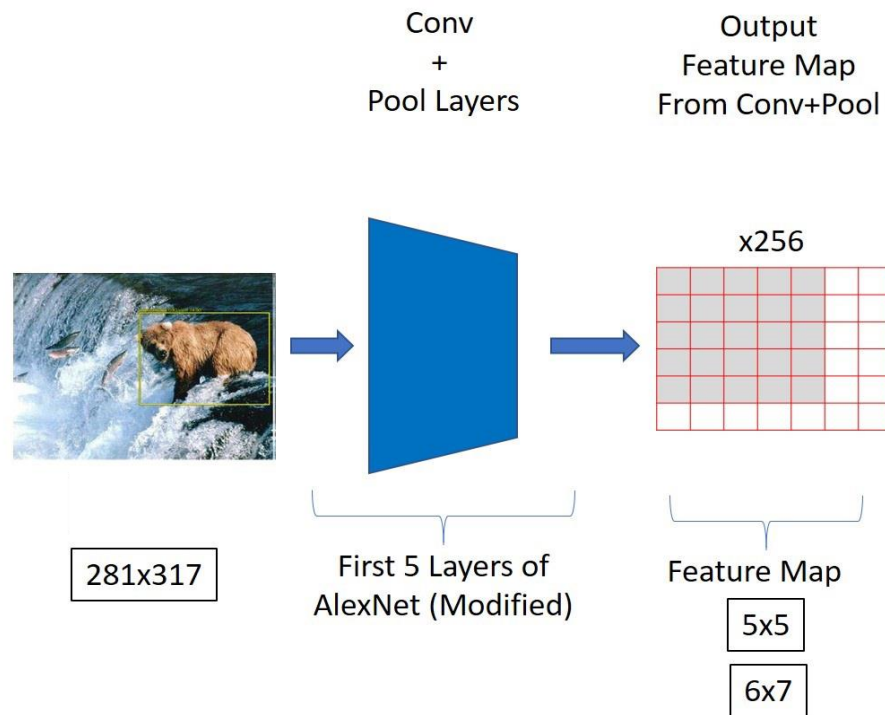 Conv
+
Pool Layers
Output
Feature Map
From Conv+Pool
x256
281x317
First 5 Layers of
AlexNet (Modified)
Feature Map
5x5
6x7